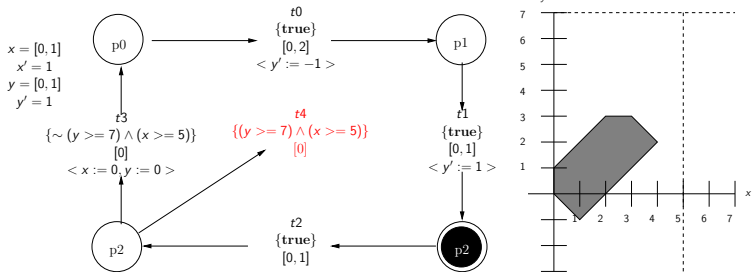 x = [0, 1]
x′ = 1
y = [0, 1]
y′ = 1
p0
t0
{true}
[0, 2]
< y′ := −1 >
p1
t3
{∼ (y >= 7) ∧ (x >= 5)}
[0]
< x := 0, y := 0 >
t4
{(y >= 7) ∧ (x >= 5)}
[0]
t1
{true}
[0, 1]
< y′ := 1 >
p2
t2
{true}
[0, 1]
p2
7
6
5
4
3
2
1
1 2 3 4 5 6 7
x